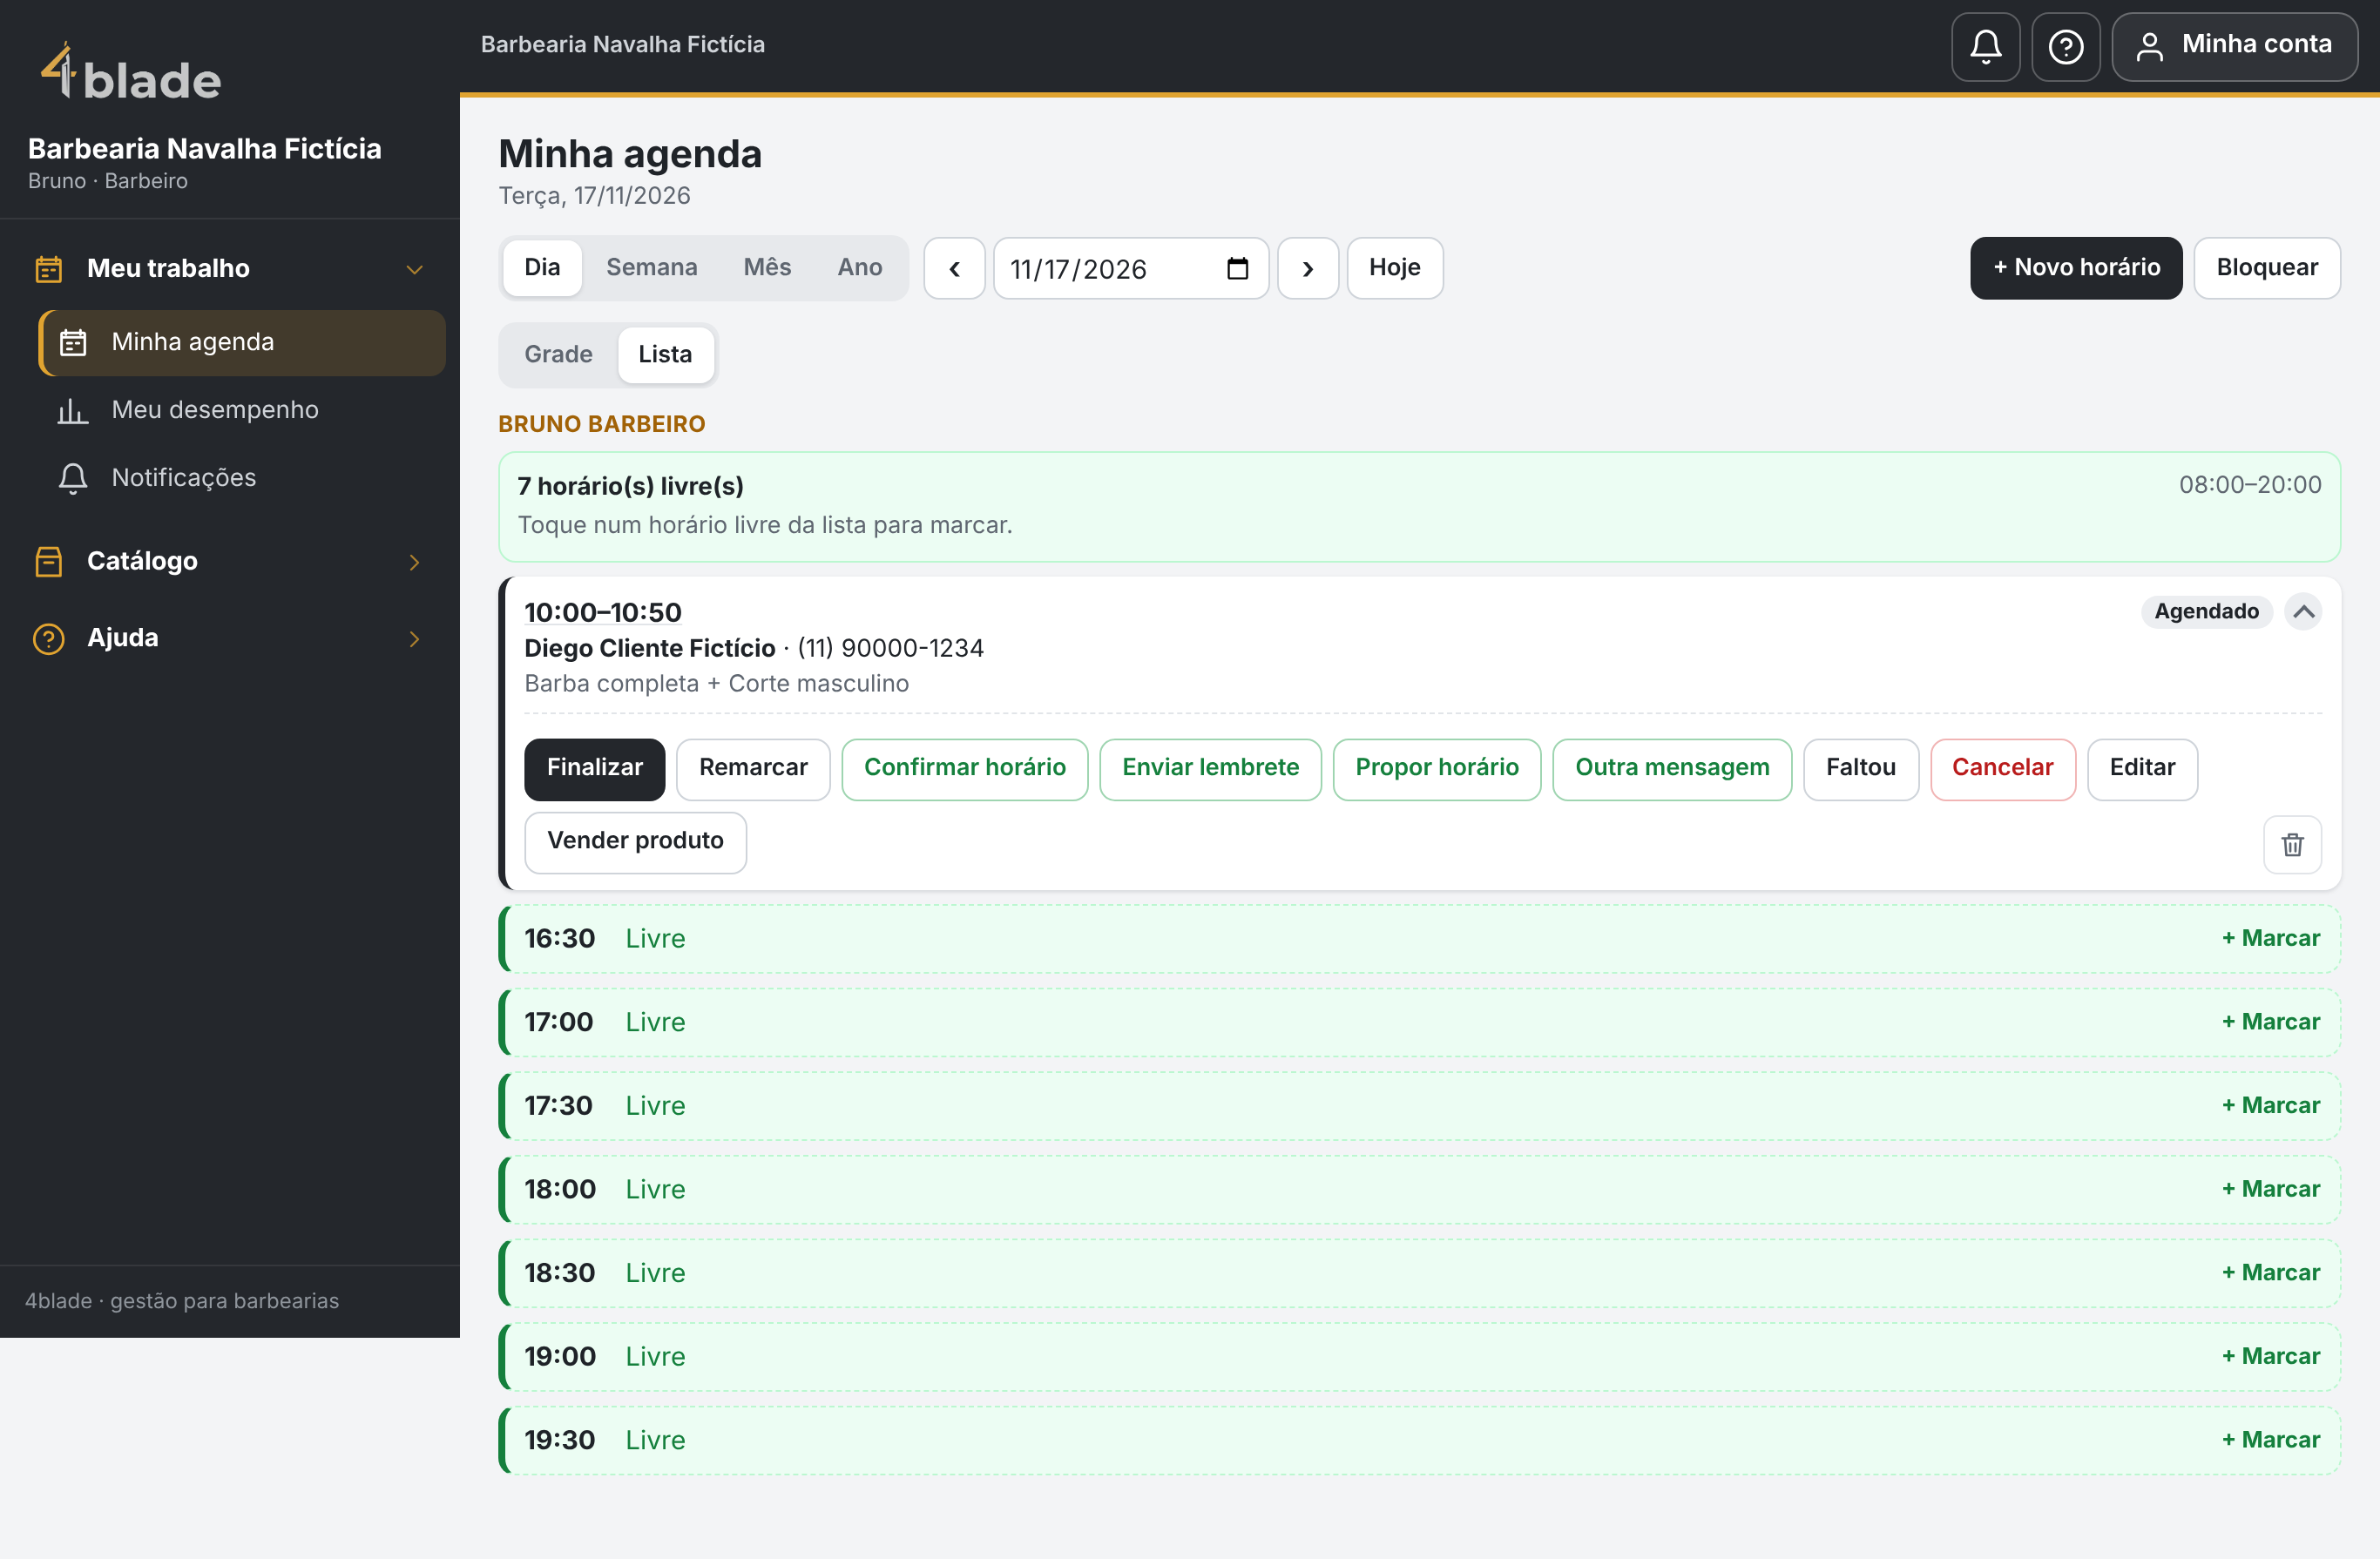 4blade
Barbearia Navalha Fictícia
Bruno · Barbeiro
Meu trabalho
Minha agenda
Meu desempenho
Notificações
Catálogo
Ajuda
4blade · gestão para barbearias
Barbearia Navalha Fictícia
Minha conta
Minha agenda
Terça, 17/11/2026
Dia Semana Mês Ano 11/17/2026 Hoje + Novo horário Bloquear
Grade Lista
BRUNO BARBEIRO
7 horário(s) livre(s) 08:00–20:00
Toque num horário livre da lista para marcar.
10:00–10:50 Agendado
Diego Cliente Fictício · (11) 90000-1234
Barba completa + Corte masculino
Finalizar Remarcar Confirmar horário Enviar lembrete Propor horário Outra mensagem Faltou Cancelar Editar
Vender produto
16:30 Livre + Marcar
17:00 Livre + Marcar
17:30 Livre + Marcar
18:00 Livre + Marcar
18:30 Livre + Marcar
19:00 Livre + Marcar
19:30 Livre + Marcar